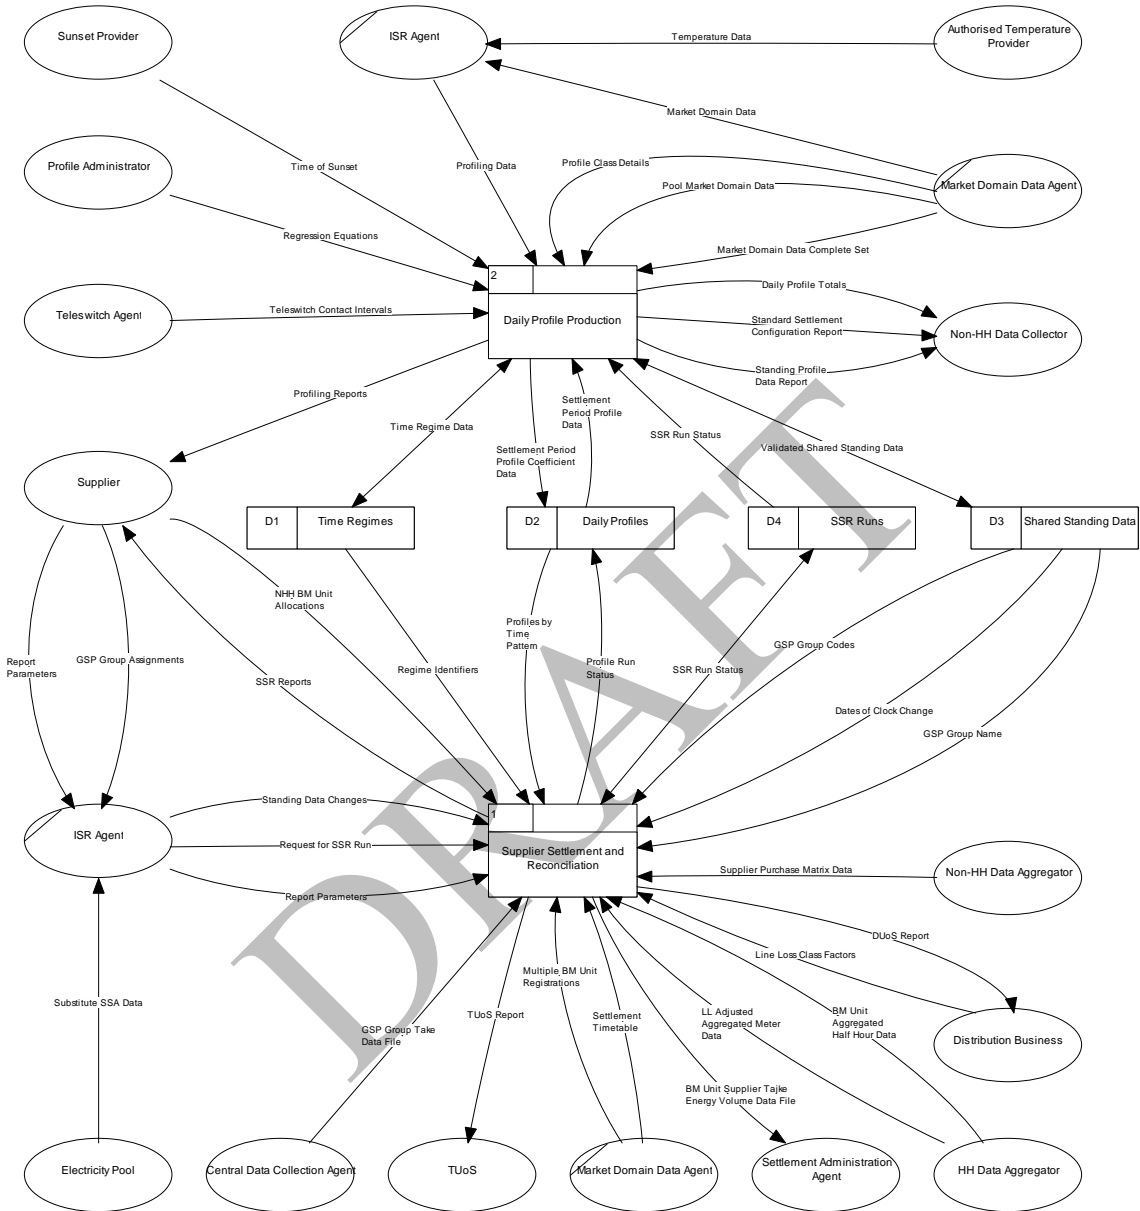 Sunset Provider
ISR Agent
Authorised Temperature
Provider
Temperature Data
Market Domain Data
Profile Administrator
Time of Sunset
Profiling Data
Profile Class Details
Pool Market Domain Data
Market Domain Data Agent
Regression Equations
Market Domain Data Complete Set
2
Daily Profile Production
Teleswitch Agent
Teleswitch Contact Intervals
Daily Profile Totals
Standard Settlement
Configuration Report
Non-HH Data Collector
Standing Profile
Data Report
Profiling Reports
Time Regime Data
Settlement Period
Profile Coefficient
Data
Settlement
Period Profile
Data
SSR Run Status
Validated Shared Standing Data
Supplier
D1
Time Regimes
D2
Daily Profiles
D4
SSR Runs
D3
Shared Standing Data
NHH BM Unit
Allocations
Report
Parameters
GSP Group Assignments
SSR Reports
Regime Identifiers
Profiles by
Time
Pattern
Profile Run
Status
SSR Run Status
GSP Group Codes
Dates of Clock Change
GSP Group Name
DRAFT
ISR Agent
Standing Data Changes
Request for SSR Run
Report Parameters
1
Supplier Settlement and
Reconciliation
Supplier Purchase Matrix Data
Non-HH Data Aggregator
DUoS Report
Line Loss Class Factors
Distribution Business
Substitute SSA Data
GSP Group Take
Data File
TUoS Report
Multiple BM Unit
Registrations
Settlement
Timetable
LL Adjusted
Aggregated Meter
Data
BM Unit
Aggregated
Half Hour Data
BM Unit Supplier Tajke
Energy Volume Data File
Electricity Pool
Central Data Collection Agent
TUoS
Market Domain Data Agent
Settlement Administration
Agent
HH Data Aggregator